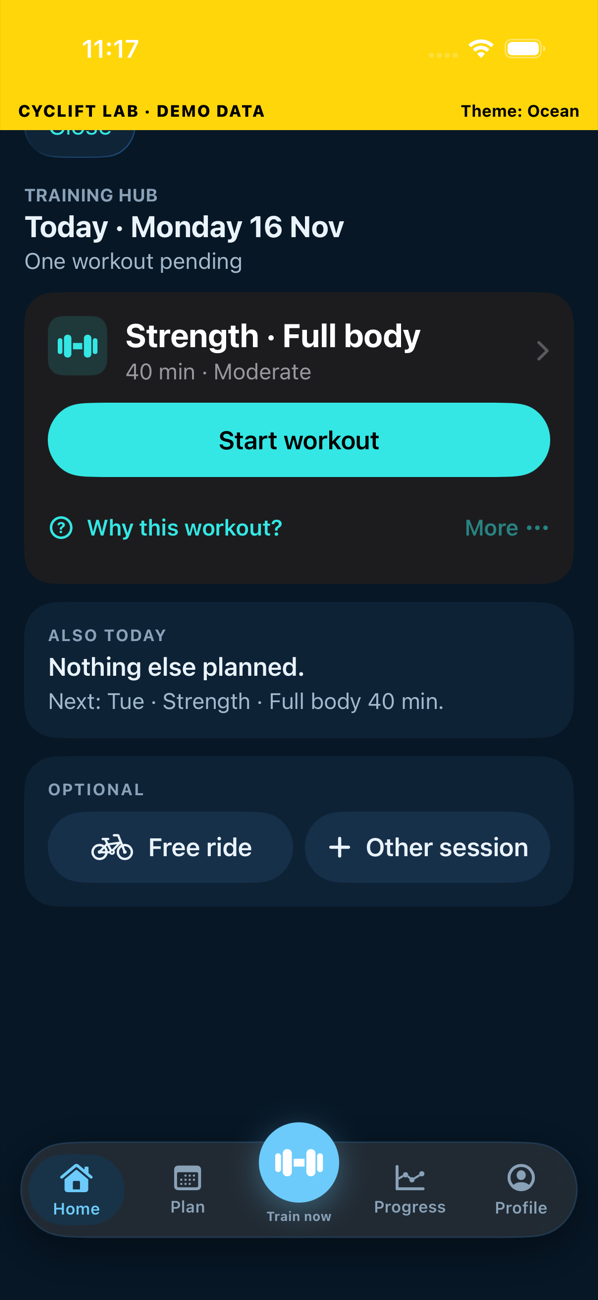 11:17
CYCLIFT LAB · DEMO DATA
Theme: Ocean
Close
TRAINING HUB
Today · Monday 16 Nov
One workout pending
Strength · Full body
40 min · Moderate
Start workout
Why this workout?
More ···
ALSO TODAY
Nothing else planned.
Next: Tue · Strength · Full body 40 min.
OPTIONAL
Free ride
+ Other session
Home
Plan
Train now
Progress
Profile